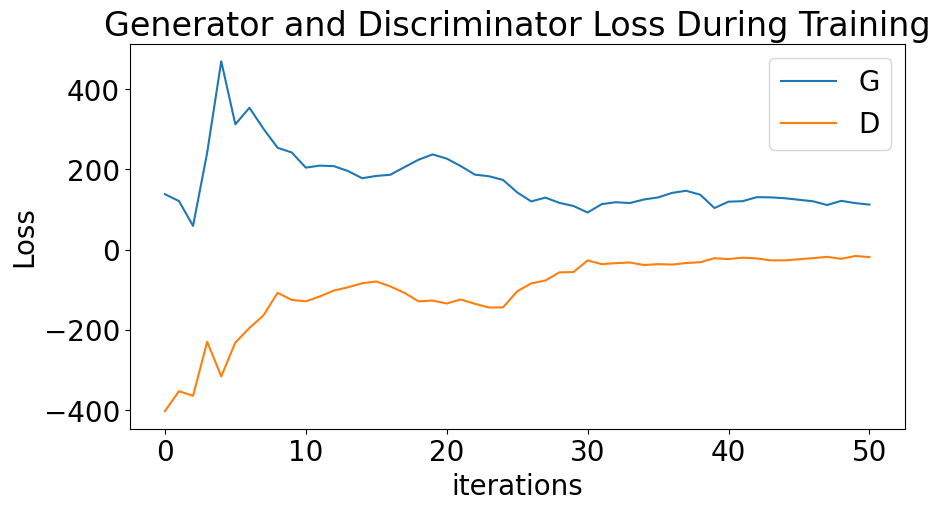 Generator and Discriminator Loss During Training
G
D
Loss
400
200
0
−200
−400
0 10 20 30 40 50
iterations